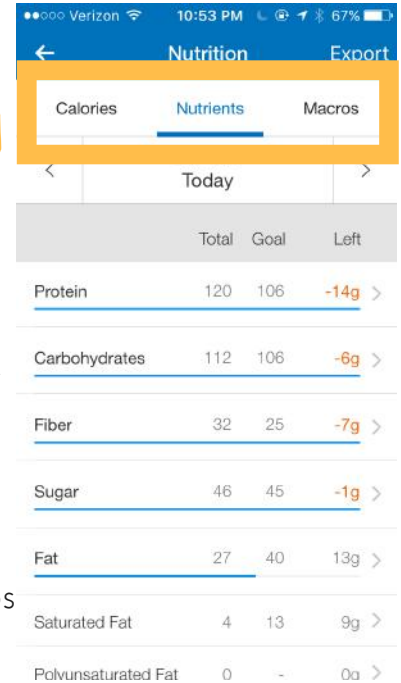 Verizon 10:53 PM 67%
Nutrition Export
Calories Nutrients Macros
< Today >
Total Goal Left
Protein 120 106 -14g >
Carbohydrates 112 106 -6g >
Fiber 32 25 -7g >
Sugar 46 45 -1g >
Fat 27 40 13g >
s
Saturated Fat 4 13 9g >
Polyunsaturated Fat 0 - 0g >